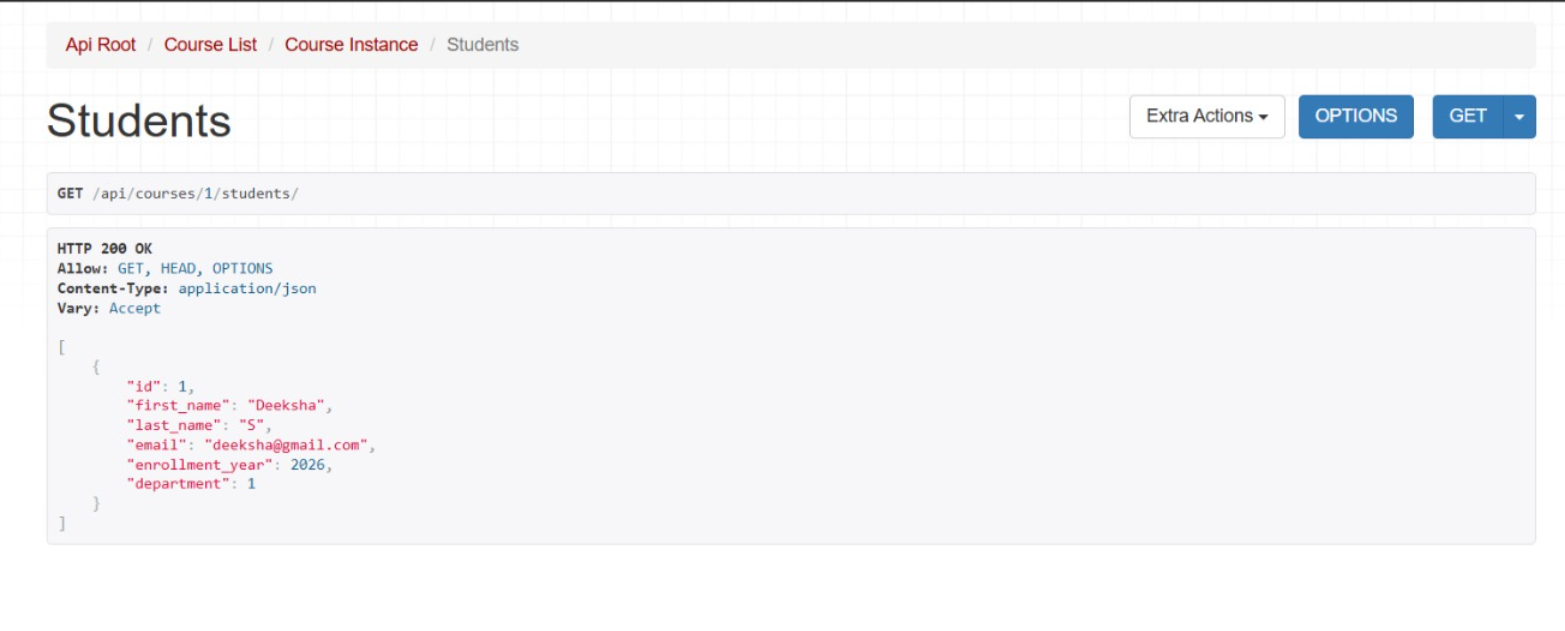 Api Root / Course List / Course Instance / Students
Students
Extra Actions
OPTIONS
GET
GET /api/courses/1/students/
HTTP 200 OK
Allow: GET, HEAD, OPTIONS
Content-Type: application/json
Vary: Accept
[
    {
        "id": 1,
        "first_name": "Deeksha",
        "last_name": "S",
        "email": "deeksha@gmail.com",
        "enrollment_year": 2026,
        "department": 1
    }
]